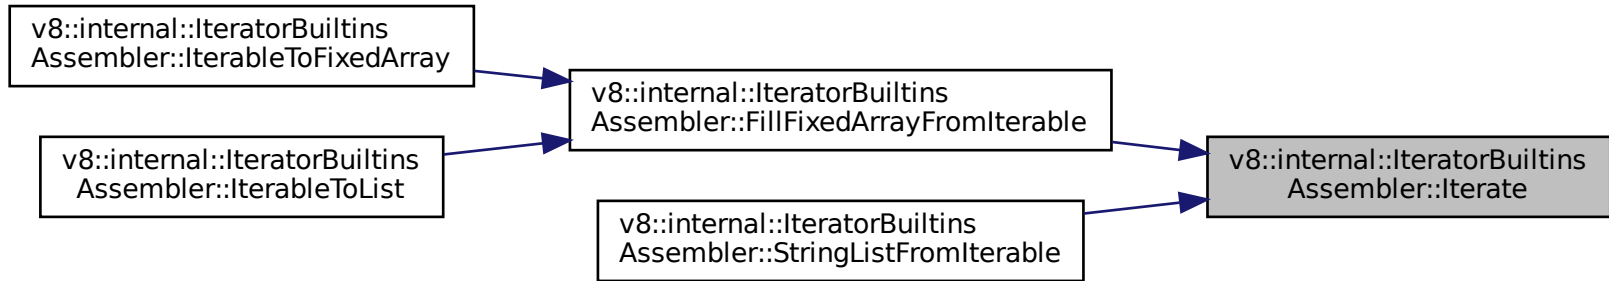 v8::internal::IteratorBuiltins
Assembler::IterableToFixedArray
v8::internal::IteratorBuiltins
Assembler::IterableToList
v8::internal::IteratorBuiltins
Assembler::FillFixedArrayFromIterable
v8::internal::IteratorBuiltins
Assembler::StringListFromIterable
v8::internal::IteratorBuiltins
Assembler::Iterate